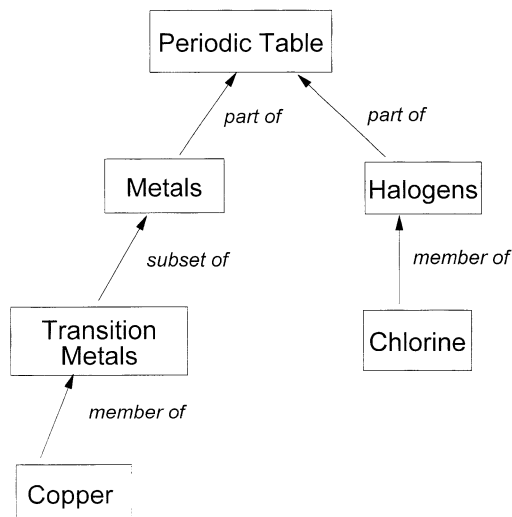 Periodic Table
part of
part of
Metals
Halogens
subset of
member of
Transition
Metals
Chlorine
member of
Copper